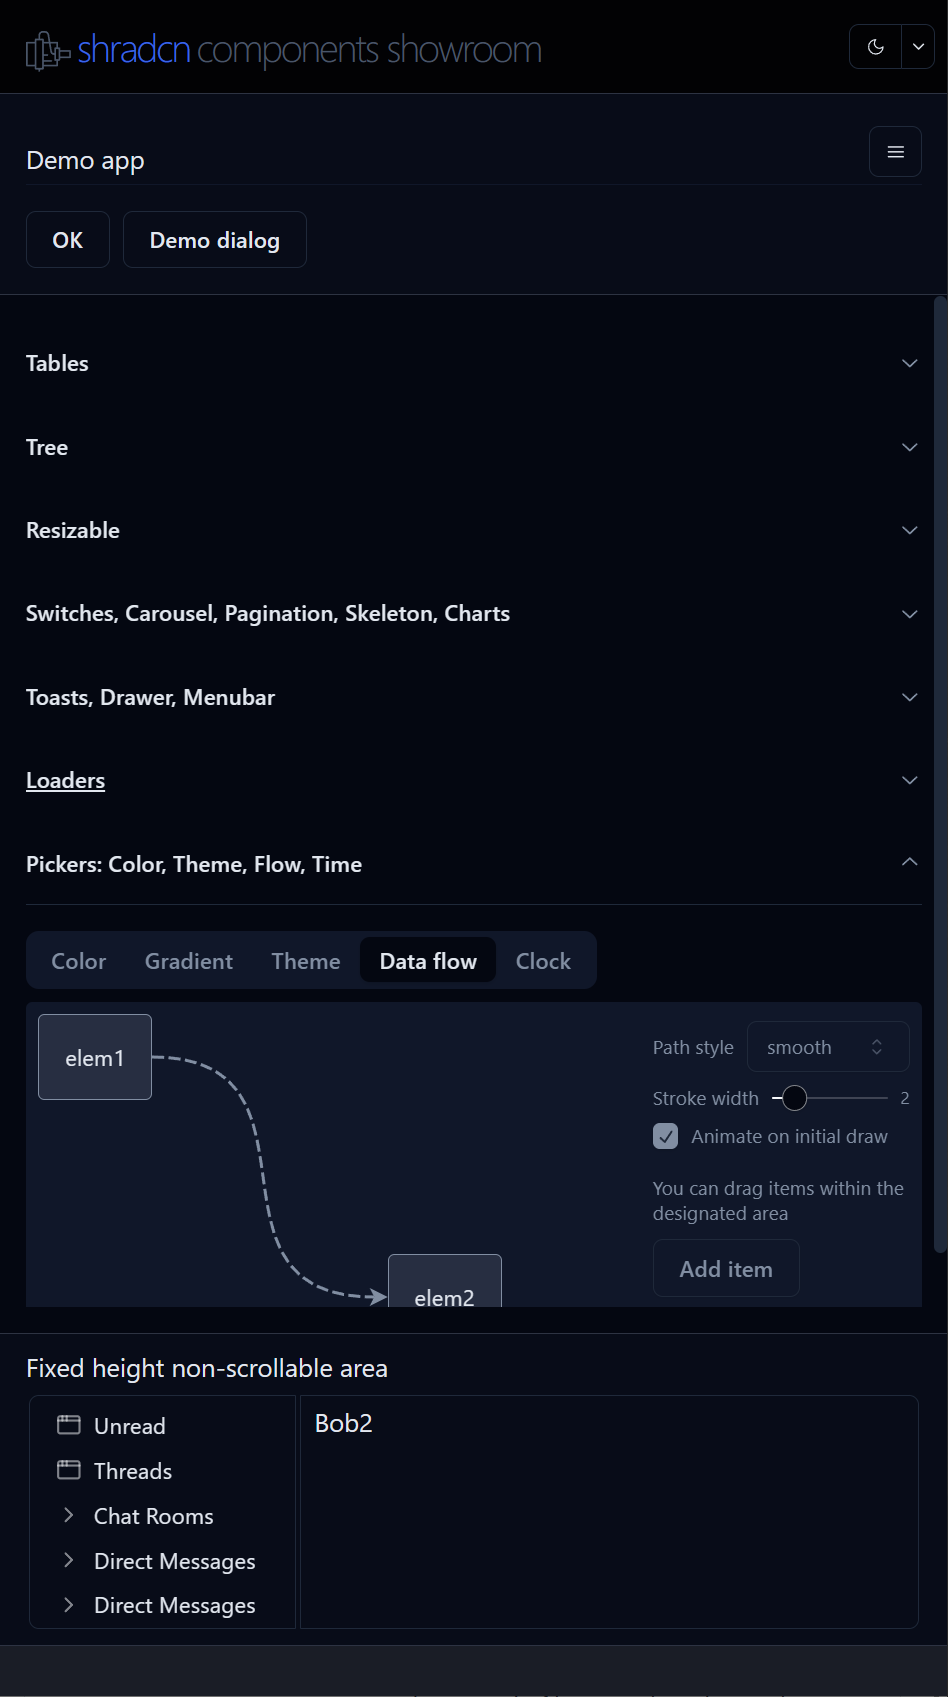 shradcn components showroom
Demo app
OK
Demo dialog
Tables
Tree
Resizable
Switches, Carousel, Pagination, Skeleton, Charts
Toasts, Drawer, Menubar
Loaders
Pickers: Color, Theme, Flow, Time
Color Gradient Theme Data flow Clock
elem1
Path style smooth
Stroke width 2
Animate on initial draw
You can drag items within the
designated area
Add item
elem2
Fixed height non-scrollable area
Unread
Threads
Chat Rooms
Direct Messages
Direct Messages
Bob2